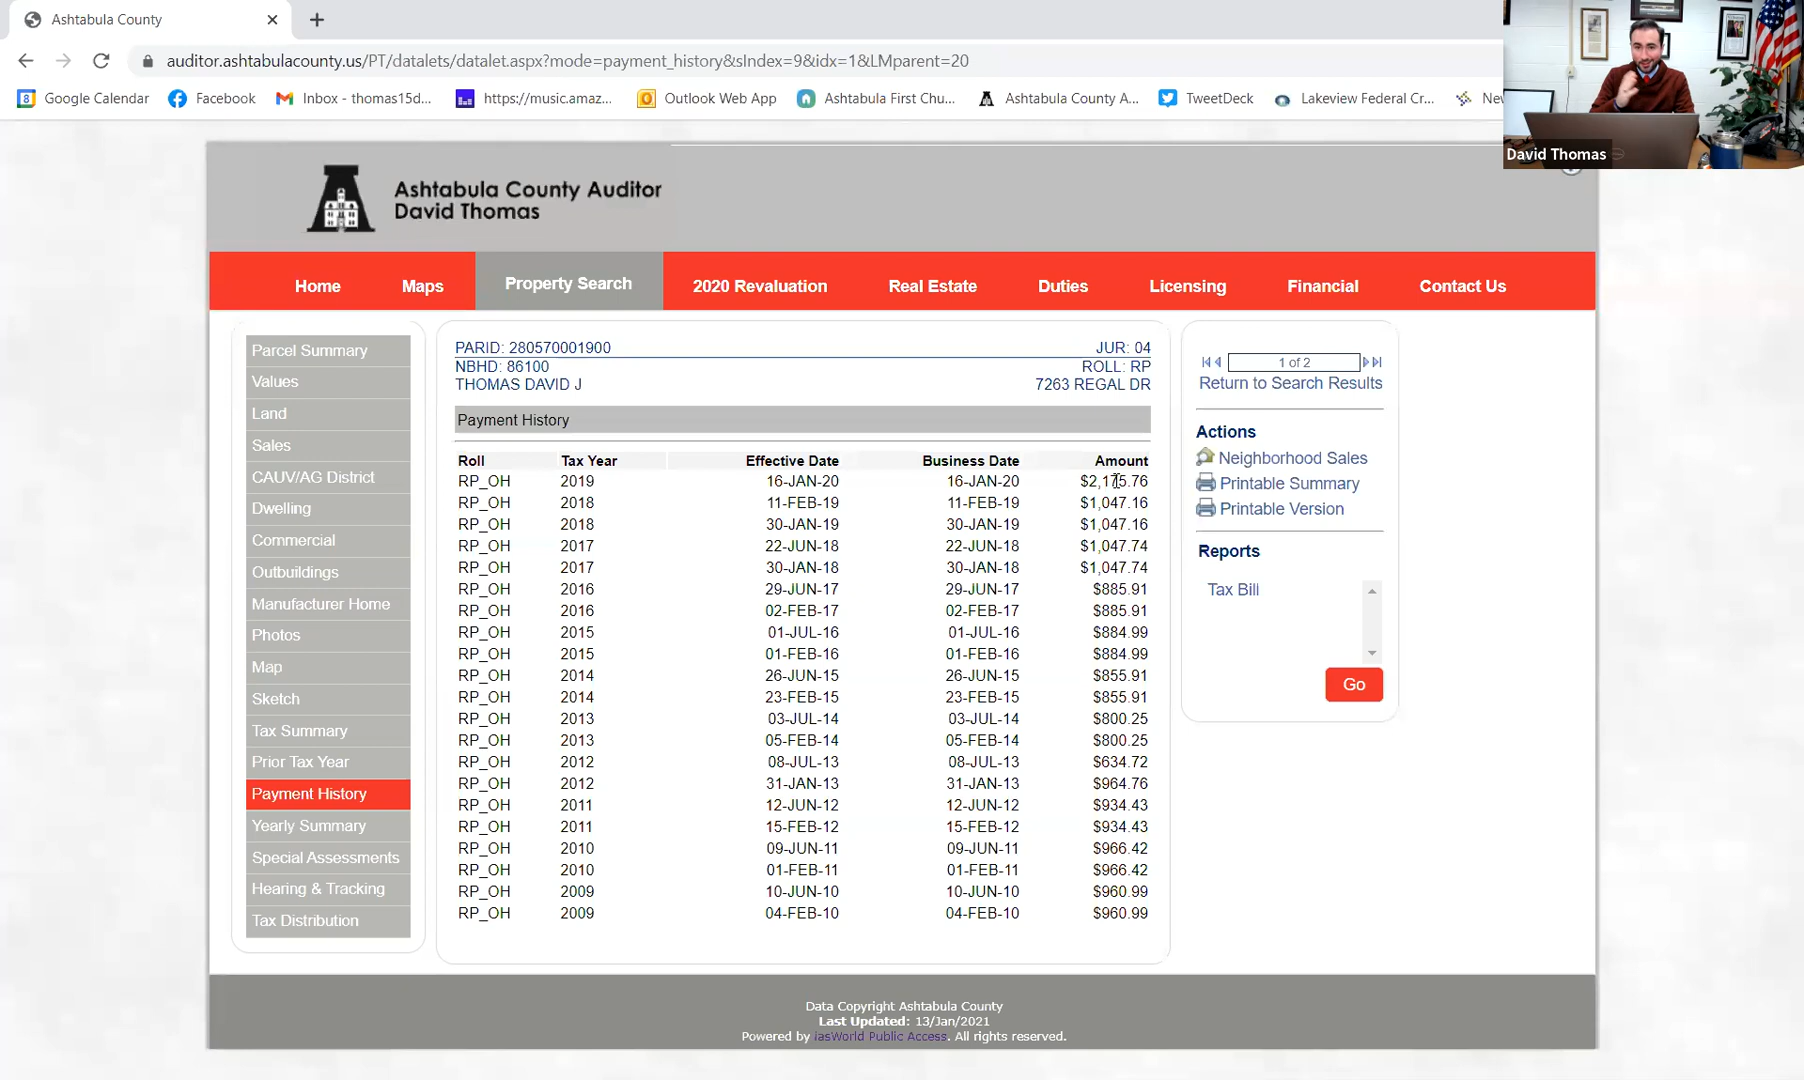 Ashtabula County
auditor.ashtabulacounty.us/PT/datalets/datalet.aspx?mode=payment_history&sIndex=9&idx=1&LMparent=20
Google Calendar Facebook Inbox - thomas15d... https://music.amaz... Outlook Web App Ashtabula First Chu... Ashtabula County A... TweetDeck Lakeview Federal Cr... New
David Thomas
Ashtabula County Auditor
David Thomas
Home Maps Property Search 2020 Revaluation Real Estate Duties Licensing Financial Contact Us
Parcel Summary
Values
Land
Sales
CAUV/AG District
Dwelling
Commercial
Outbuildings
Manufacturer Home
Photos
Map
Sketch
Tax Summary
Prior Tax Year
Payment History
Yearly Summary
Special Assessments
Hearing & Tracking
Tax Distribution
PARID: 280570001900 JUR: 04
NBHD: 86100 ROLL: RP
THOMAS DAVID J 7263 REGAL DR
Payment History
Roll Tax Year Effective Date Business Date Amount
RP_OH 2019 16-JAN-20 16-JAN-20 $2,175.76
RP_OH 2018 11-FEB-19 11-FEB-19 $1,047.16
RP_OH 2018 30-JAN-19 30-JAN-19 $1,047.16
RP_OH 2017 22-JUN-18 22-JUN-18 $1,047.74
RP_OH 2017 30-JAN-18 30-JAN-18 $1,047.74
RP_OH 2016 29-JUN-17 29-JUN-17 $885.91
RP_OH 2016 02-FEB-17 02-FEB-17 $885.91
RP_OH 2015 01-JUL-16 01-JUL-16 $884.99
RP_OH 2015 01-FEB-16 01-FEB-16 $884.99
RP_OH 2014 26-JUN-15 26-JUN-15 $855.91
RP_OH 2014 23-FEB-15 23-FEB-15 $855.91
RP_OH 2013 03-JUL-14 03-JUL-14 $800.25
RP_OH 2013 05-FEB-14 05-FEB-14 $800.25
RP_OH 2012 08-JUL-13 08-JUL-13 $634.72
RP_OH 2012 31-JAN-13 31-JAN-13 $964.76
RP_OH 2011 12-JUN-12 12-JUN-12 $934.43
RP_OH 2011 15-FEB-12 15-FEB-12 $934.43
RP_OH 2010 09-JUN-11 09-JUN-11 $966.42
RP_OH 2010 01-FEB-11 01-FEB-11 $966.42
RP_OH 2009 10-JUN-10 10-JUN-10 $960.99
RP_OH 2009 04-FEB-10 04-FEB-10 $960.99
1 of 2
Return to Search Results
Actions
Neighborhood Sales
Printable Summary
Printable Version
Reports
Tax Bill
Go
Data Copyright Ashtabula County
Last Updated: 13/Jan/2021
Powered by iasWorld Public Access. All rights reserved.